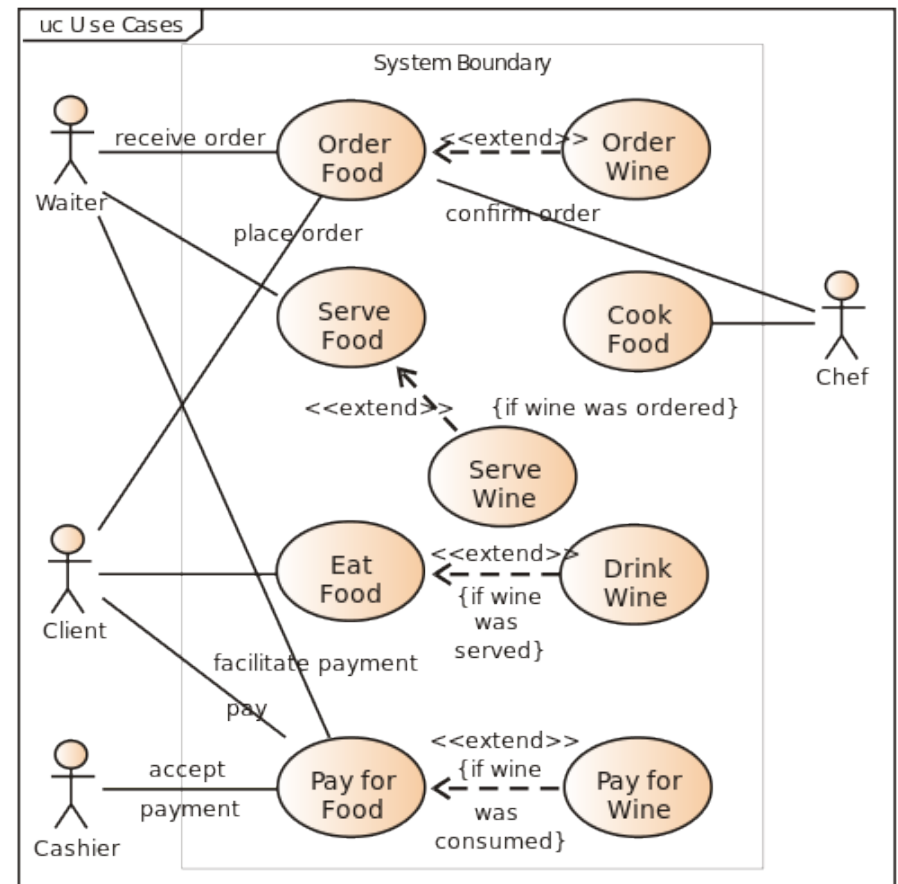 uc Use Cases
System Boundary
receive order
Order
Food
<<extend>>
Order
Wine
Waiter
confirm order
place order
Serve
Food
Cook
Food
Chef
<<extend>>
{if wine was ordered}
Serve
Wine
Eat
Food
<<extend>>
{if wine
was
served}
Drink
Wine
Client
facilitate payment
pay
accept
payment
Pay for
Food
<<extend>>
{if wine
was
consumed}
Pay for
Wine
Cashier